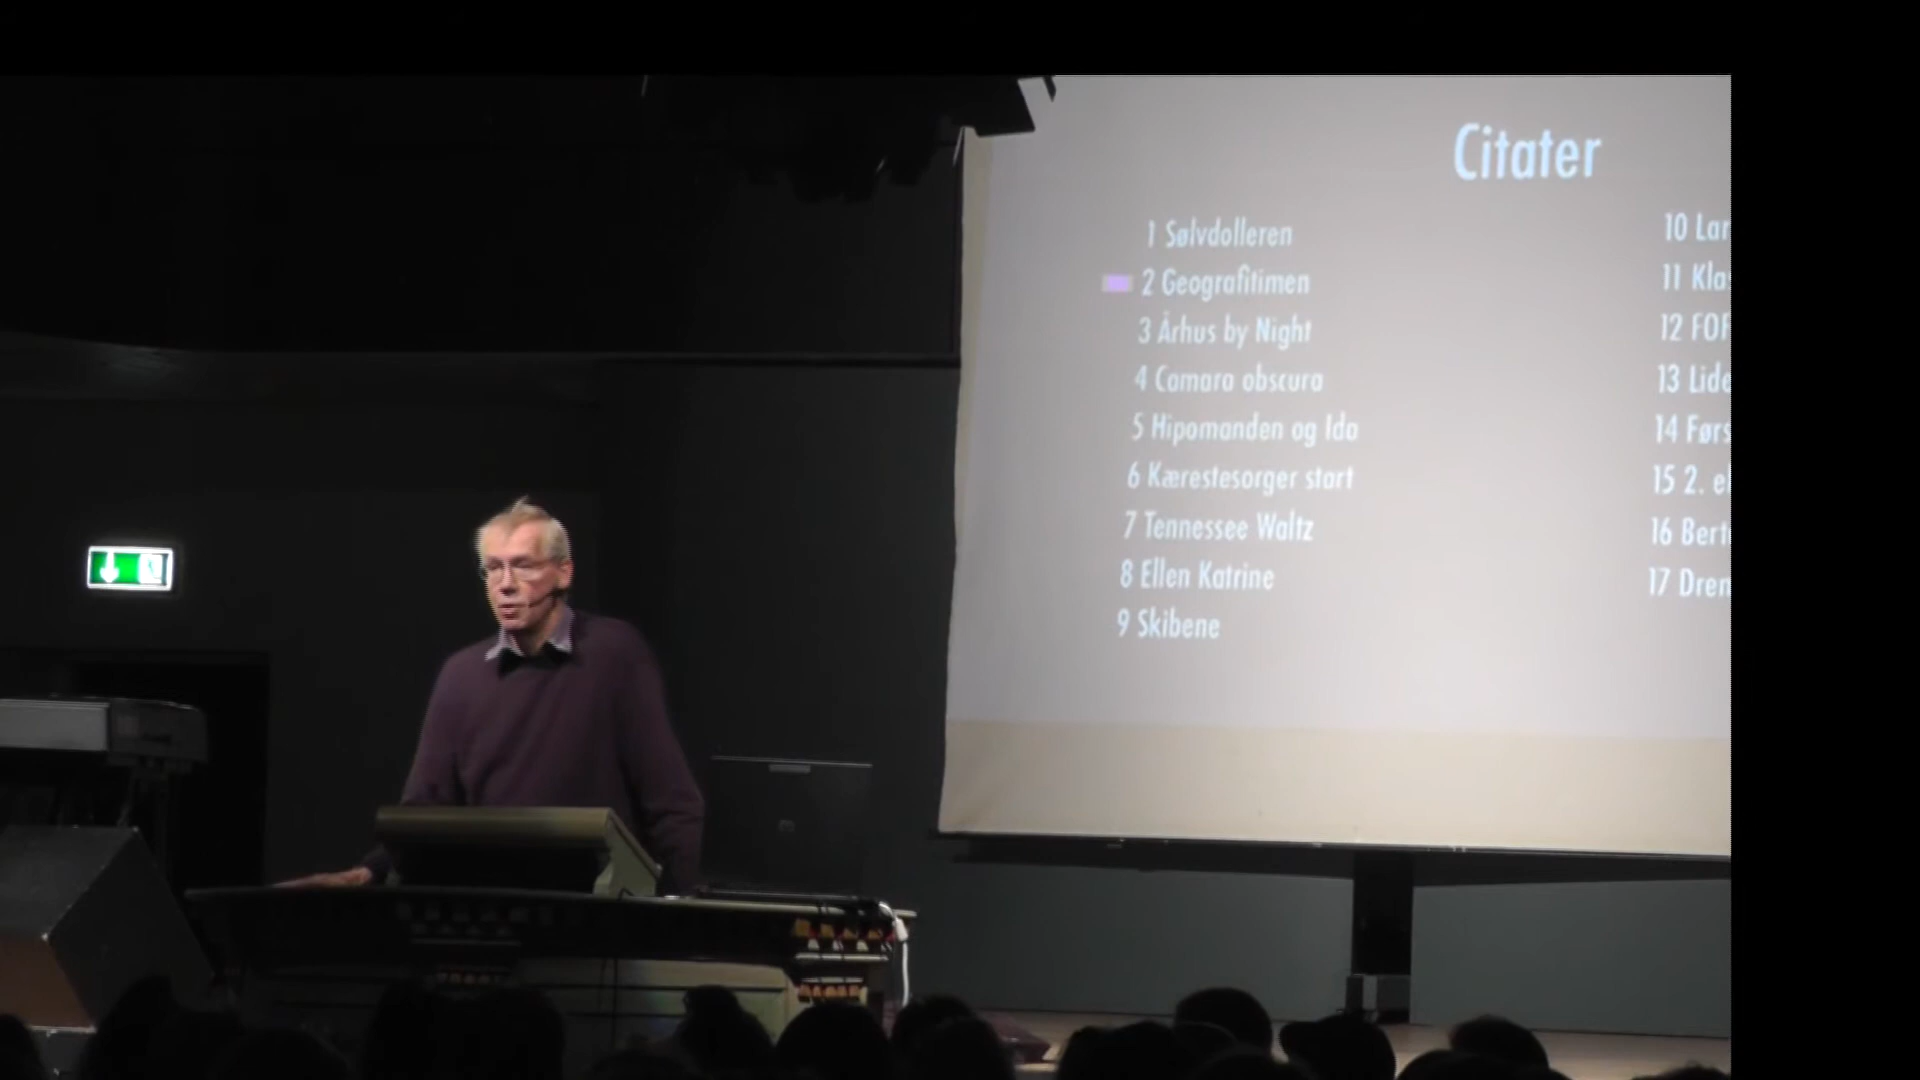 Citater
1 Sølvdolleren
2 Geografitimen
3 Århus by Night
4 Camara obscura
5 Hipomanden og Ida
6 Kærestesorger start
7 Tennessee Waltz
8 Ellen Katrine
9 Skibene
10
11
12
13
14
15 2.
16
17